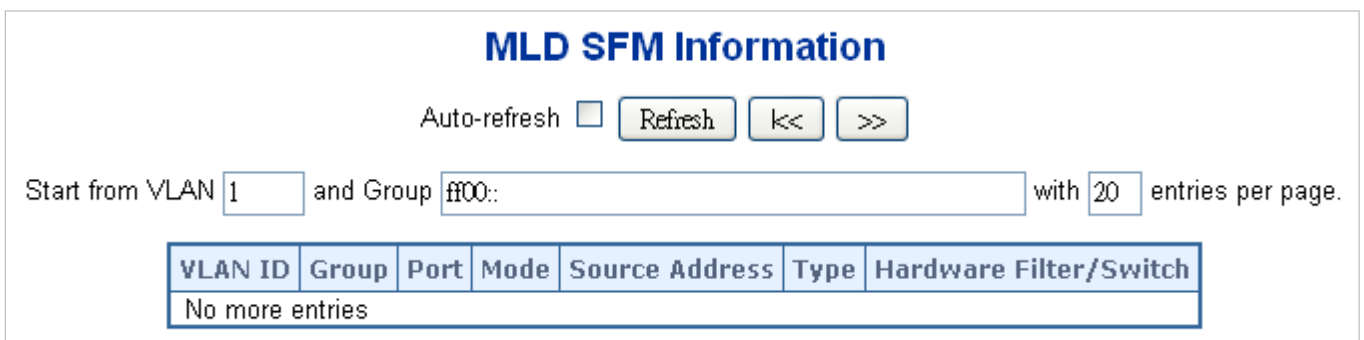 MLD SFM Information
Auto-refresh Refresh |<< >>
Start from VLAN 1 and Group ff00:: with 20 entries per page.
VLAN ID Group Port Mode Source Address Type Hardware Filter/Switch
No more entries